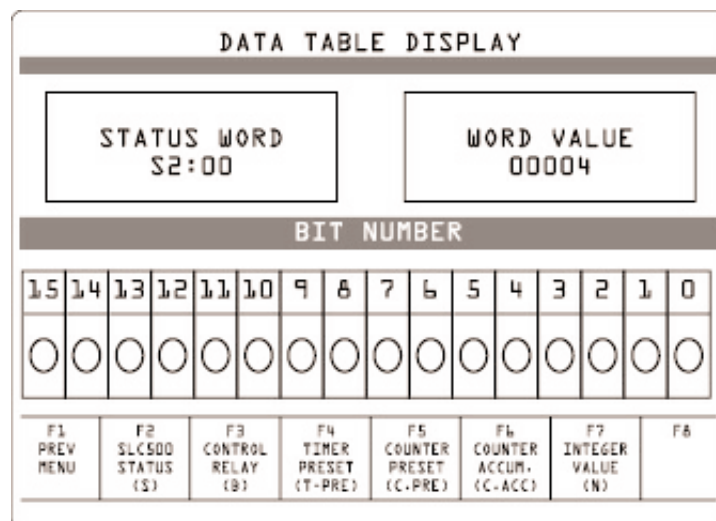 DATA TABLE DISPLAY
STATUS WORD
S2:00
WORD VALUE
00004
BIT NUMBER
15 14 13 12 11 10 9 8 7 6 5 4 3 2 1 0
F1
PREV
MENU
F2
SLC500
STATUS
(S)
F3
CONTROL
RELAY
(B)
F4
TIMER
PRESET
(T-PRE)
F5
COUNTER
PRESET
(C.PRE)
F6
COUNTER
ACCUM.
(C-ACC)
F7
INTEGER
VALUE
(N)
F8